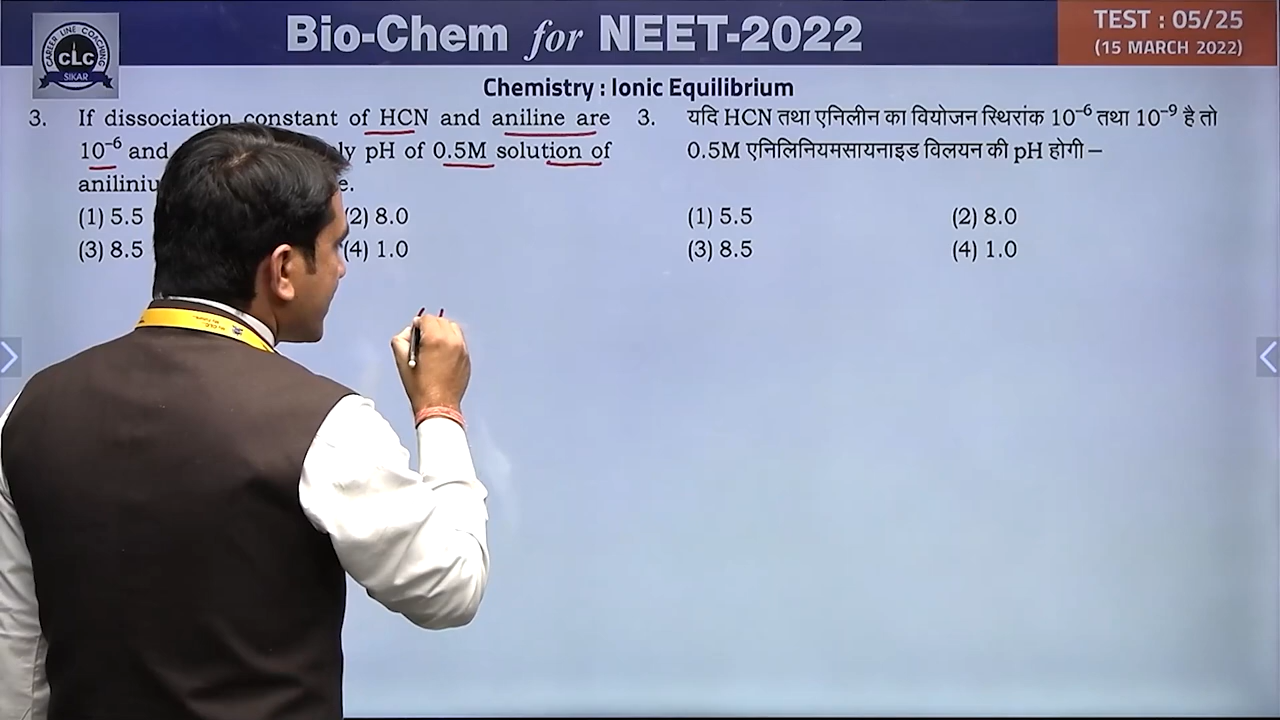 Bio-Chem for NEET-2022
TEST : 05/25
(15 MARCH 2022)
CAREER LINE COACHING
CLC
SIKAR
Chemistry : Ionic Equilibrium
3. If dissociation constant of HCN and aniline are
10⁻⁶ and pH of 0.5M solution of
(1) 5.5 (2) 8.0
(3) 8.5 (4) 1.0
3. यदि HCN तथा एनिलीन का वियोजन स्थिरांक 10⁻⁶ तथा 10⁻⁹ है तो
0.5M एनिलिनियमसायनाइड विलयन की pH होगी –
(1) 5.5 (2) 8.0
(3) 8.5 (4) 1.0